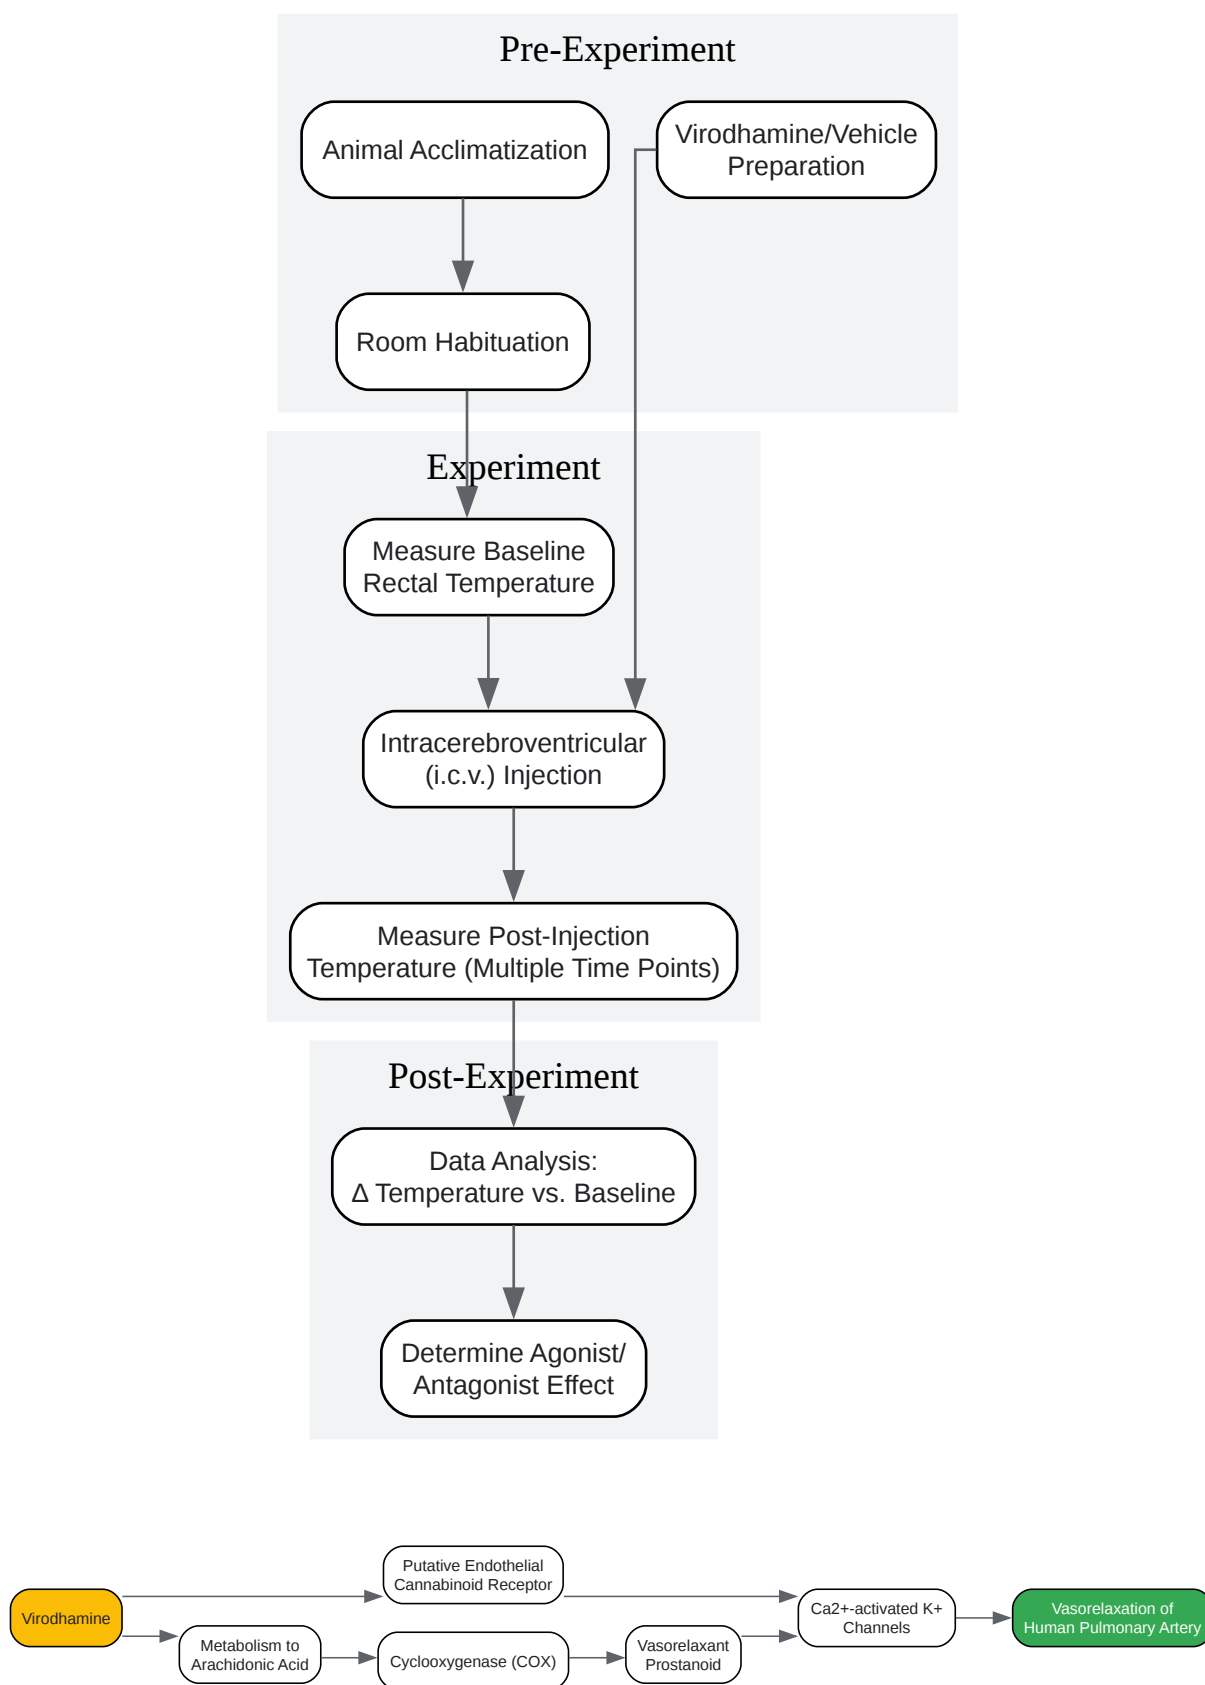 Pre-Experiment
Animal Acclimatization
Virodhamine/Vehicle
Preparation
Room Habituation
Experiment
Measure Baseline
Rectal Temperature
Intracerebroventricular
(i.c.v.) Injection
Measure Post-Injection
Temperature (Multiple Time Points)
Post-Experiment
Data Analysis:
Δ Temperature vs. Baseline
Determine Agonist/
Antagonist Effect
Virodhamine
Putative Endothelial
Cannabinoid Receptor
Metabolism to
Arachidonic Acid
Cyclooxygenase (COX)
Vasorelaxant
Prostanoid
Ca2+-activated K+
Channels
Vasorelaxation of
Human Pulmonary Artery